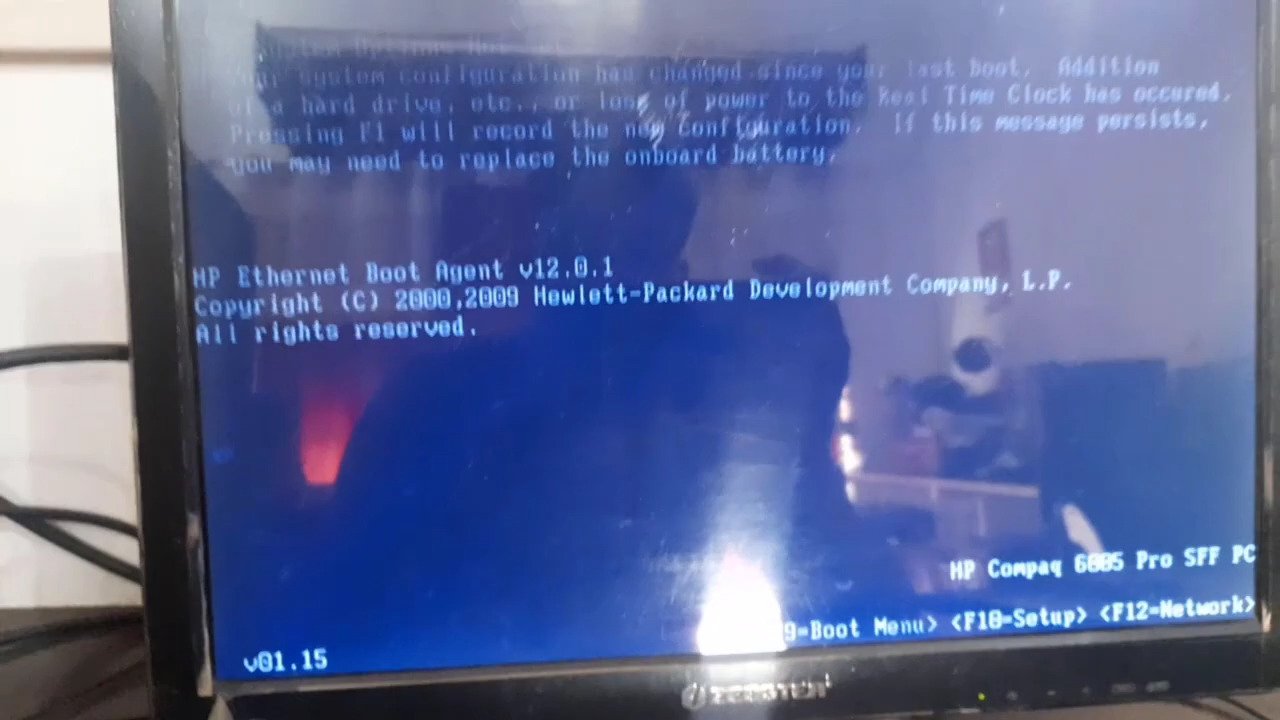 your system configuration has changed since your last boot. Addition
of a hard drive, etc., or loss of power to the Real Time Clock has occured.
Pressing F1 will record the new configuration. If this message persists,
you may need to replace the onboard battery.
HP Ethernet Boot Agent v12.0.1
Copyright (C) 2000,2009 Hewlett-Packard Development Company, L.P.
All rights reserved.
HP Compaq 6005 Pro SFF PC
9=Boot Menu> <F10=Setup> <F12=Network>
v01.15